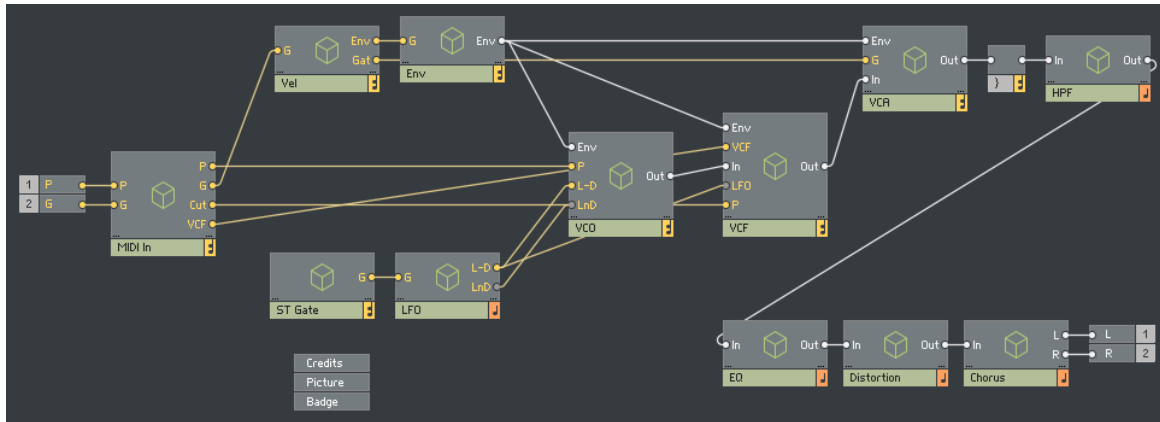 G Env
Gat
...
Vel
G Env
...
Env
Env
G
In
Out
...
VCA
}
In Out
...
HPF
1 P
2 G
P P
G G
Cut
VCF
...
MIDI In
Env
P
L-D
LnD
Out
...
VCO
Env
VCF
In
LFO
P
Out
...
VCF
G
...
ST Gate
G L-D
LnD
...
LFO
Credits
Picture
Badge
In Out
...
EQ
In Out
...
Distortion
In L
R
...
Chorus
L 1
R 2